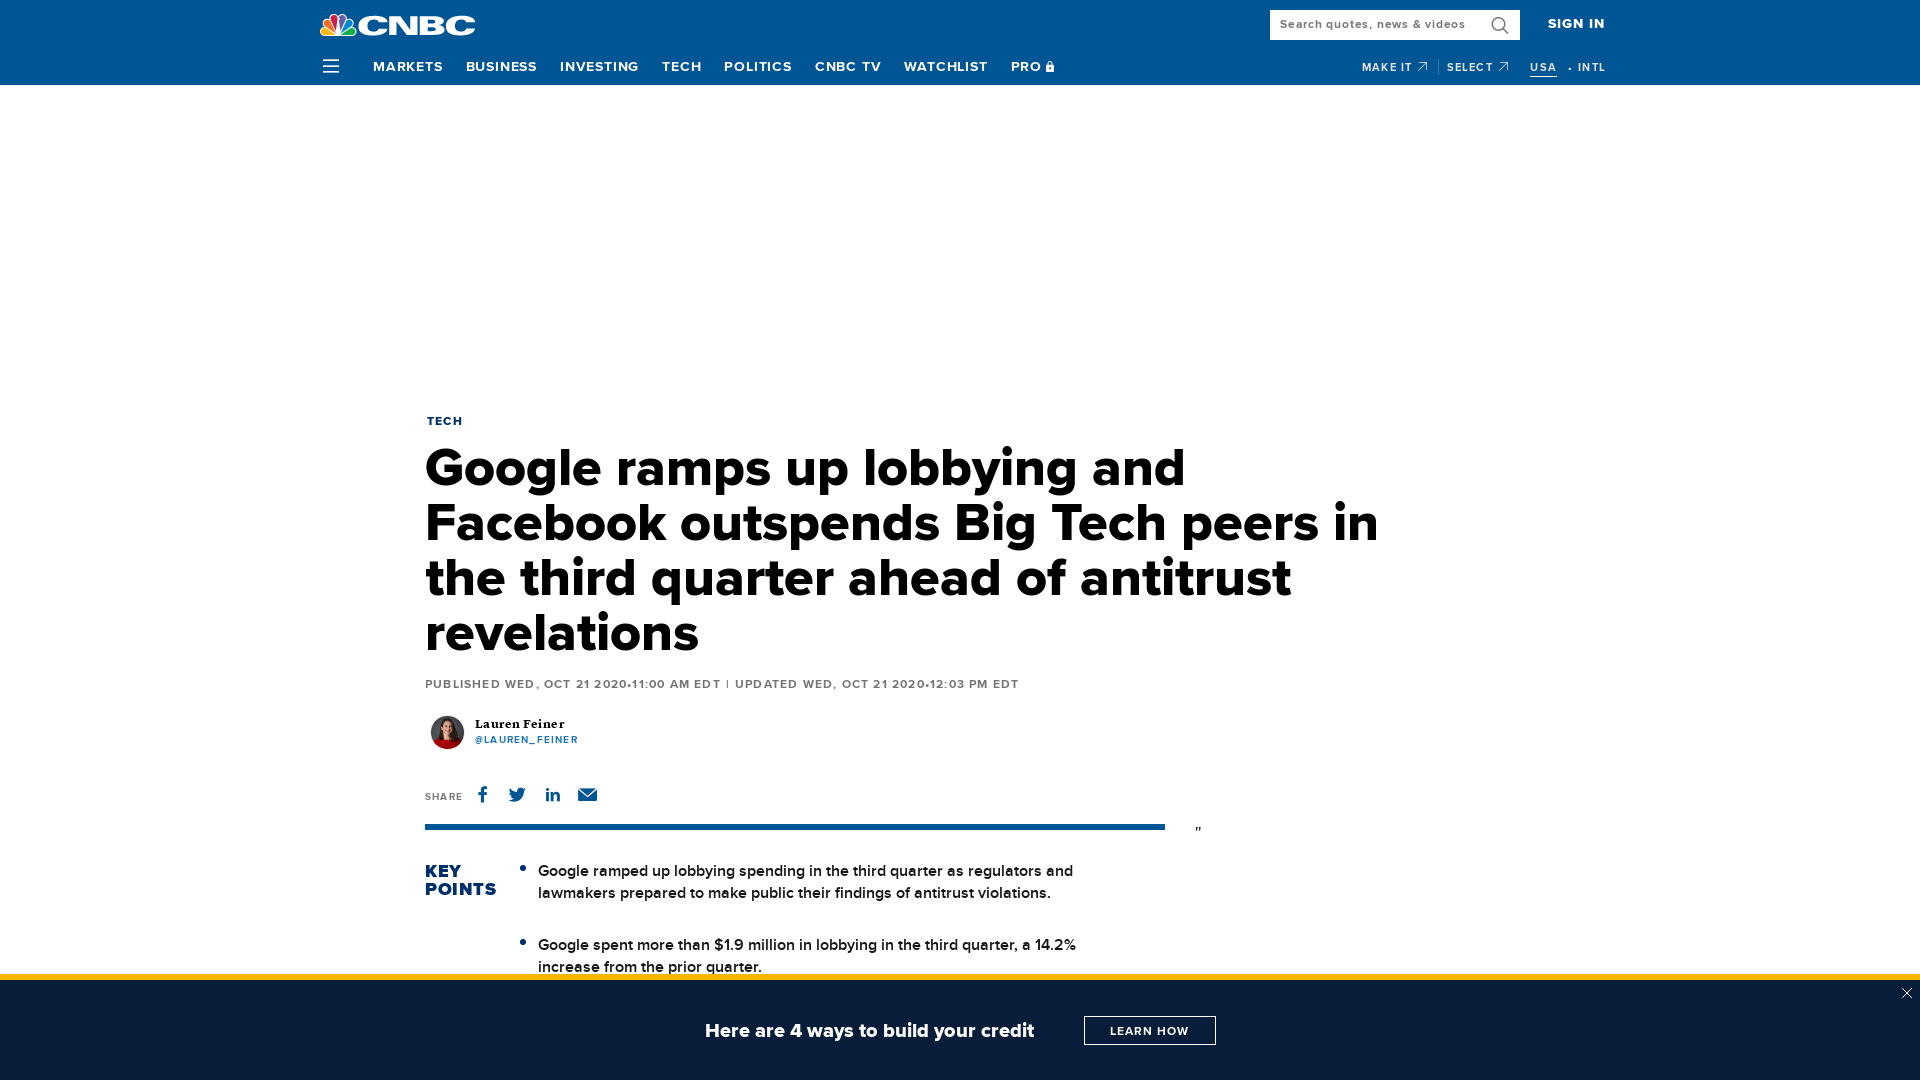 CNBC
Search quotes, news & videos
SIGN IN
MARKETS BUSINESS INVESTING TECH POLITICS CNBC TV WATCHLIST PRO
MAKE IT SELECT USA • INTL
TECH
Google ramps up lobbying and
Facebook outspends Big Tech peers in
the third quarter ahead of antitrust
revelations
PUBLISHED WED, OCT 21 2020•11:00 AM EDT | UPDATED WED, OCT 21 2020•12:03 PM EDT
Lauren Feiner
@LAUREN_FEINER
SHARE
"
KEY
POINTS
Google ramped up lobbying spending in the third quarter as regulators and
lawmakers prepared to make public their findings of antitrust violations.
Google spent more than $1.9 million in lobbying in the third quarter, a 14.2%
increase from the prior quarter.
Here are 4 ways to build your credit
LEARN HOW